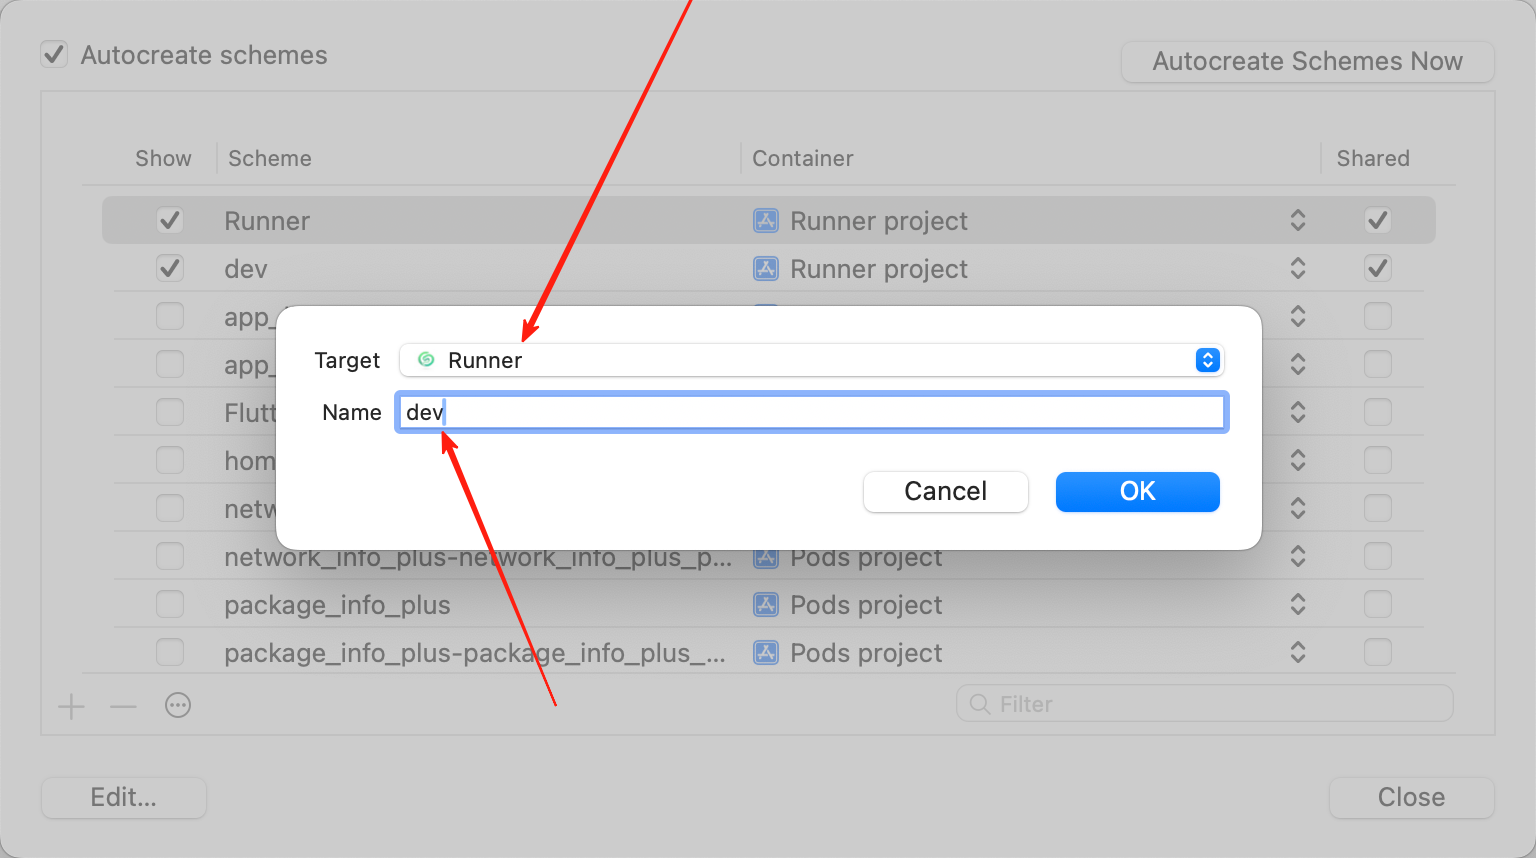 Autocreate schemes
Autocreate Schemes Now
Show Scheme Container Shared
Runner Runner project
dev Runner project
app_
app_
Flutt
hom
netw
Target Runner
Name dev
Cancel OK
network_info_plus-network_info_plus_p... Pods project
package_info_plus Pods project
package_info_plus-package_info_plus_... Pods project
Filter
Edit...
Close